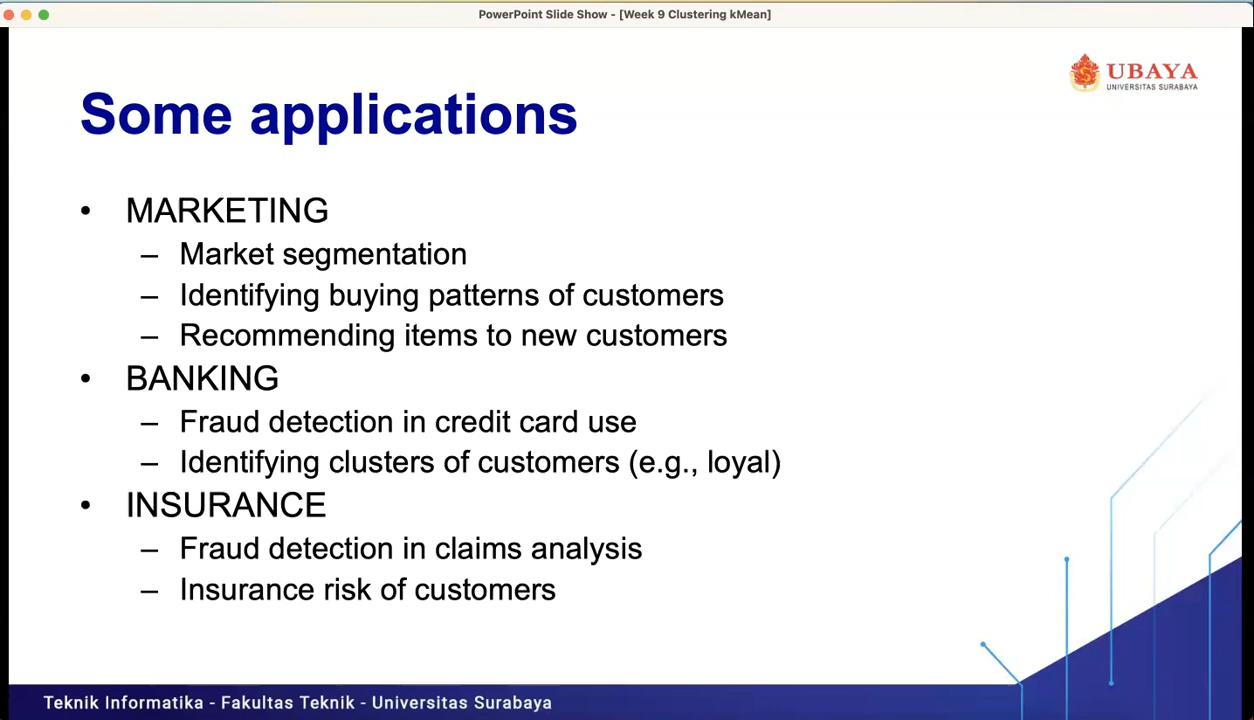 PowerPoint Slide Show - [Week 9 Clustering kMean]
UBAYA
UNIVERSITAS SURABAYA
Some applications
• MARKETING
– Market segmentation
– Identifying buying patterns of customers
– Recommending items to new customers
• BANKING
– Fraud detection in credit card use
– Identifying clusters of customers (e.g., loyal)
• INSURANCE
– Fraud detection in claims analysis
– Insurance risk of customers
Teknik Informatika - Fakultas Teknik - Universitas Surabaya